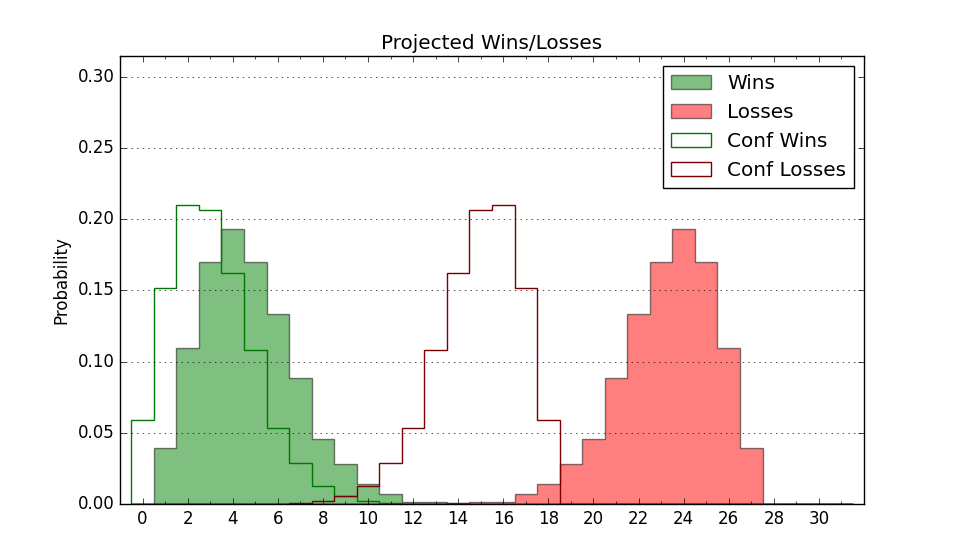 Projected Wins/Losses
Wins
Losses
Conf Wins
Conf Losses
Probability
0.30
0.25
0.20
0.15
0.10
0.05
0.00
0 2 4 6 8 10 12 14 16 18 20 22 24 26 28 30